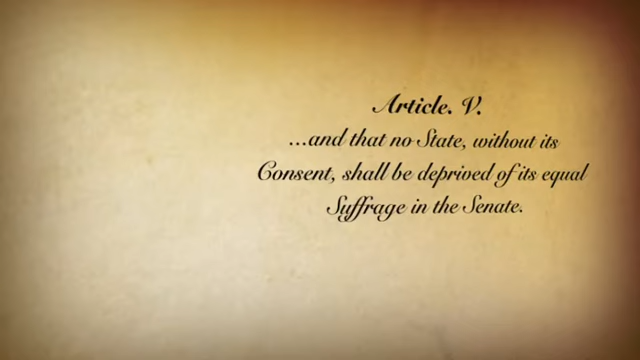 Article. V.
...and that no State, without its
Consent, shall be deprived of its equal
Suffrage in the Senate.